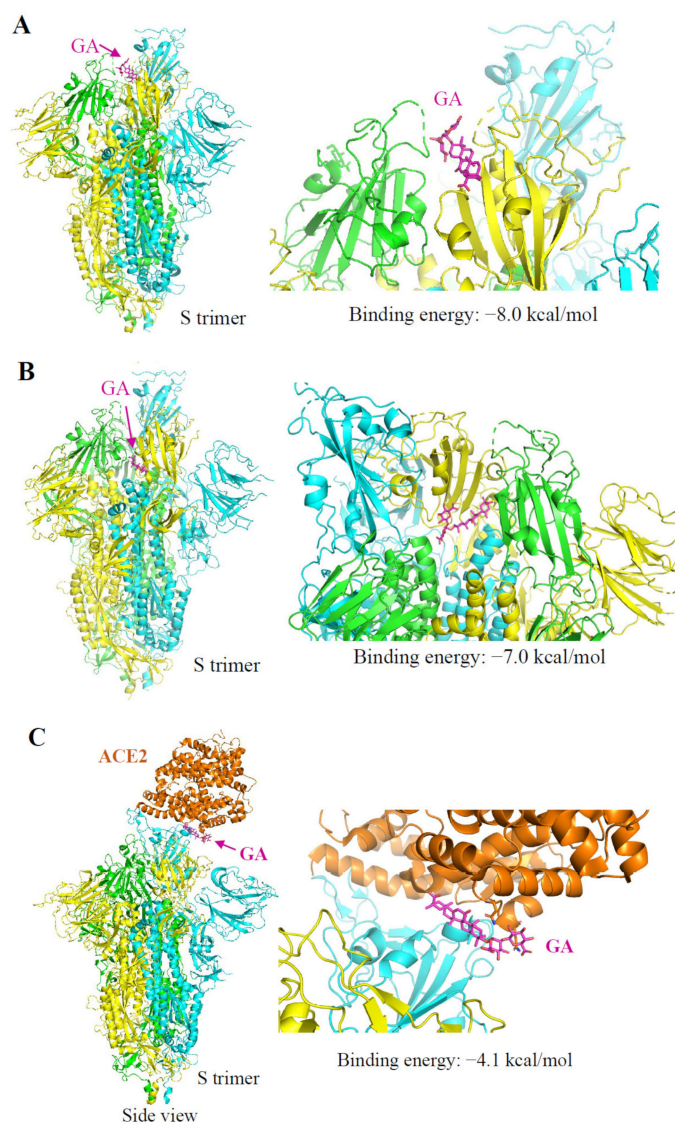 A
GA
GA
S trimer
Binding energy: −8.0 kcal/mol
B
GA
S trimer
Binding energy: −7.0 kcal/mol
C
ACE2
GA
GA
S trimer
Binding energy: −4.1 kcal/mol
Side view